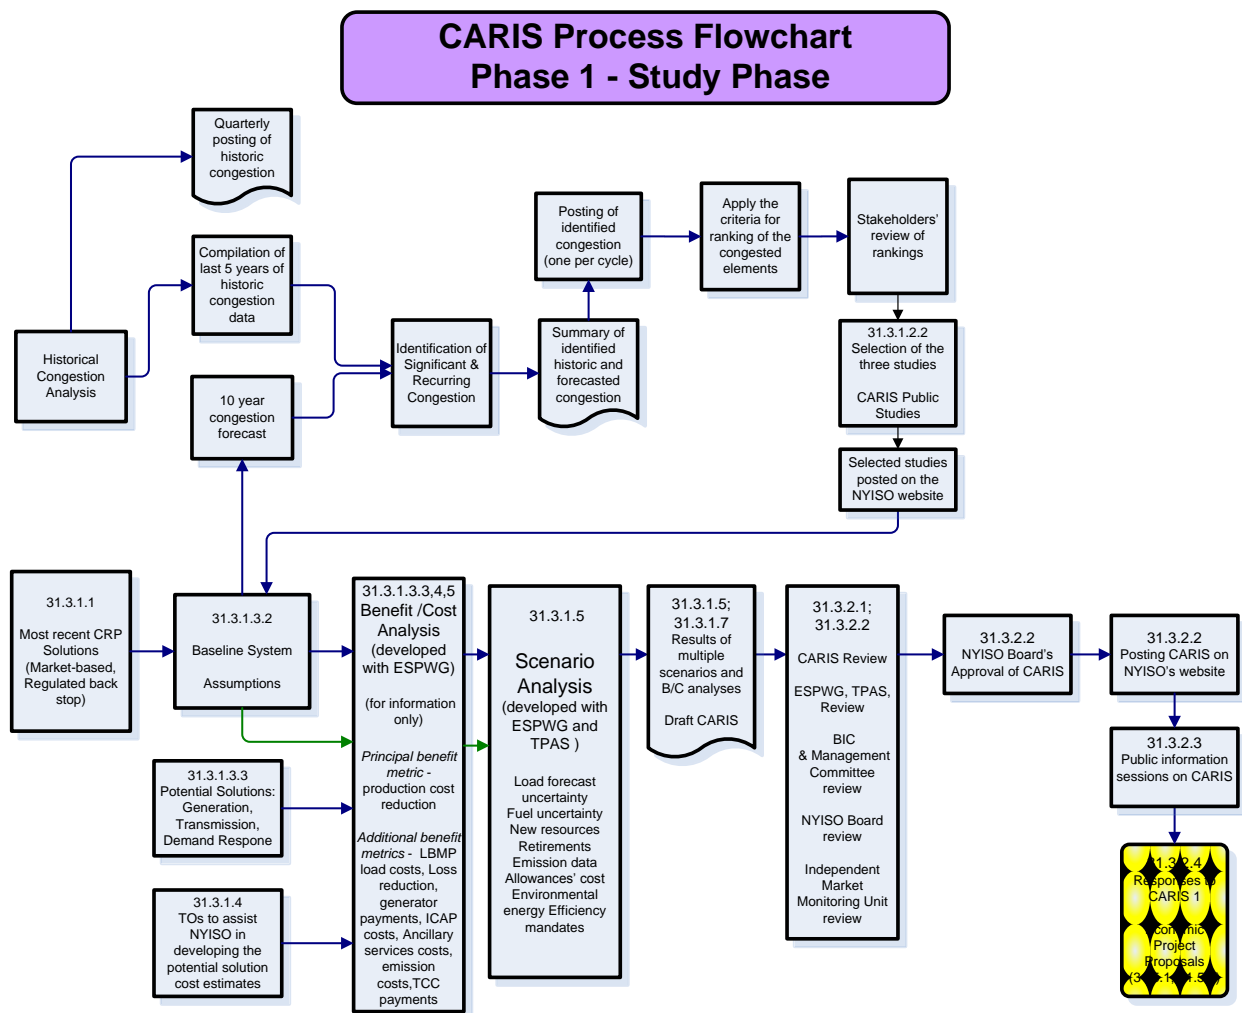 CARIS Process Flowchart
Phase 1 - Study Phase
Quarterly
posting of
historic
congestion
Compilation of
last 5 years of
historic
congestion
data
Historical
Congestion
Analysis
10 year
congestion
forecast
Identification of
Significant &
Recurring
Congestion
Summary of
identified
historic and
forecasted
congestion
Posting of
identified
congestion
(one per cycle)
Apply the
criteria for
ranking of the
congested
elements
Stakeholders'
review of
rankings
31.3.1.2.2
Selection of the
three studies
CARIS Public
Studies
Selected studies
posted on the
NYISO website
31.3.1.1
Most recent CRP
Solutions
(Market-based,
Regulated back
stop)
31.3.1.3.2
Baseline System
Assumptions
31.3.1.3.3
Potential Solutions:
Generation,
Transmission,
Demand Respone
31.3.1.4
TOs to assist
NYISO in
developing the
potential solution
cost estimates
31.3.1.3.3,4,5
Benefit /Cost
Analysis
(developed
with ESPWG)
(for information
only)
Principal benefit
metric -
production cost
reduction
Additional benefit
metrics - LBMP
load costs, Loss
reduction,
generator
payments, ICAP
costs, Ancillary
services costs,
emission
costs,TCC
payments
31.3.1.5
Scenario
Analysis
(developed with
ESPWG and
TPAS )
Load forecast
uncertainty
Fuel uncertainty
New resources
Retirements
Emission data
Allowances' cost
Environmental
energy Efficiency
mandates
31.3.1.5;
31.3.1.7
Results of
multiple
scenarios and
B/C analyses
Draft CARIS
31.3.2.1;
31.3.2.2
CARIS Review
ESPWG, TPAS,
Review
BIC
& Management
Committee
review
NYISO Board
review
Independent
Market
Monitoring Unit
review
31.3.2.2
NYISO Board's
Approval of CARIS
31.3.2.2
Posting CARIS on
NYISO's website
31.3.2.3
Public information
sessions on CARIS
31.3.2.4
Responses to
CARIS 1
Economic
Project
Proposals